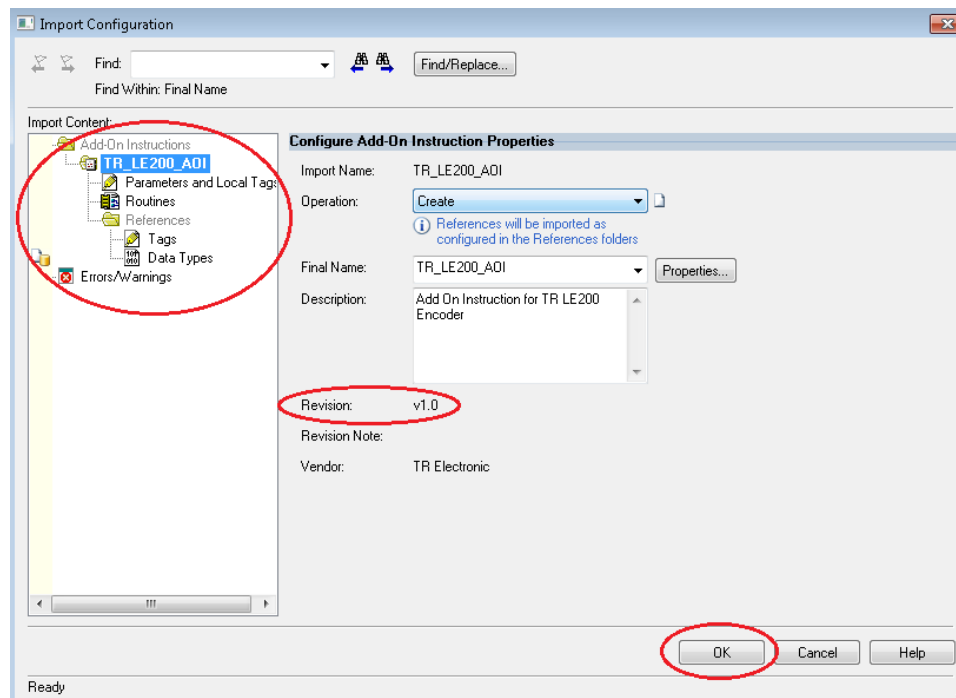 Import Configuration
Find:
Find/Replace...
Find Within: Final Name
Import Content:
Add-On Instructions
TR_LE200_AOI
Parameters and Local Tags
Routines
References
Tags
Data Types
Errors/Warnings
Configure Add-On Instruction Properties
Import Name: TR_LE200_AOI
Operation: Create
References will be imported as
configured in the References folders
Final Name: TR_LE200_AOI Properties...
Description: Add On Instruction for TR LE200
Encoder
Revision: v1.0
Revision Note:
Vendor: TR Electronic
OK Cancel Help
Ready